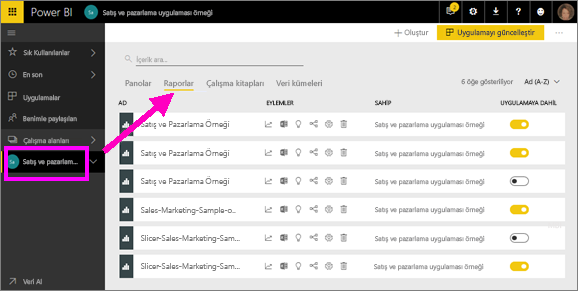 Power BI
Sa Satış ve pazarlama uygulaması örneği
2
Sık Kullanılanlar
En son
Uygulamalar
Benimle paylaşılan
Çalışma alanları
Sa Satış ve pazarlam...
Veri Al
+ Oluştur
Uygulamayı güncelleştir
...
İçerik ara...
Panolar Raporlar Çalışma kitapları Veri kümeleri
6 öğe gösteriliyor Ad (A-Z)
AD EYLEMLER SAHİP UYGULAMAYA DAHİL
Satış ve Pazarlama Örneği Satış ve pazarlama uygulaması örneği
Satış ve Pazarlama Örneği Satış ve pazarlama uygulaması örneği
Satış ve Pazarlama Örneği Satış ve pazarlama uygulaması örneği
Sales-Marketing-Sample-o... Satış ve pazarlama uygulaması örneği
Slicer-Sales-Marketing-Sam... Satış ve pazarlama uygulaması örneği
Slicer-Sales-Marketing-Sam... Satış ve pazarlama uygulaması örneği